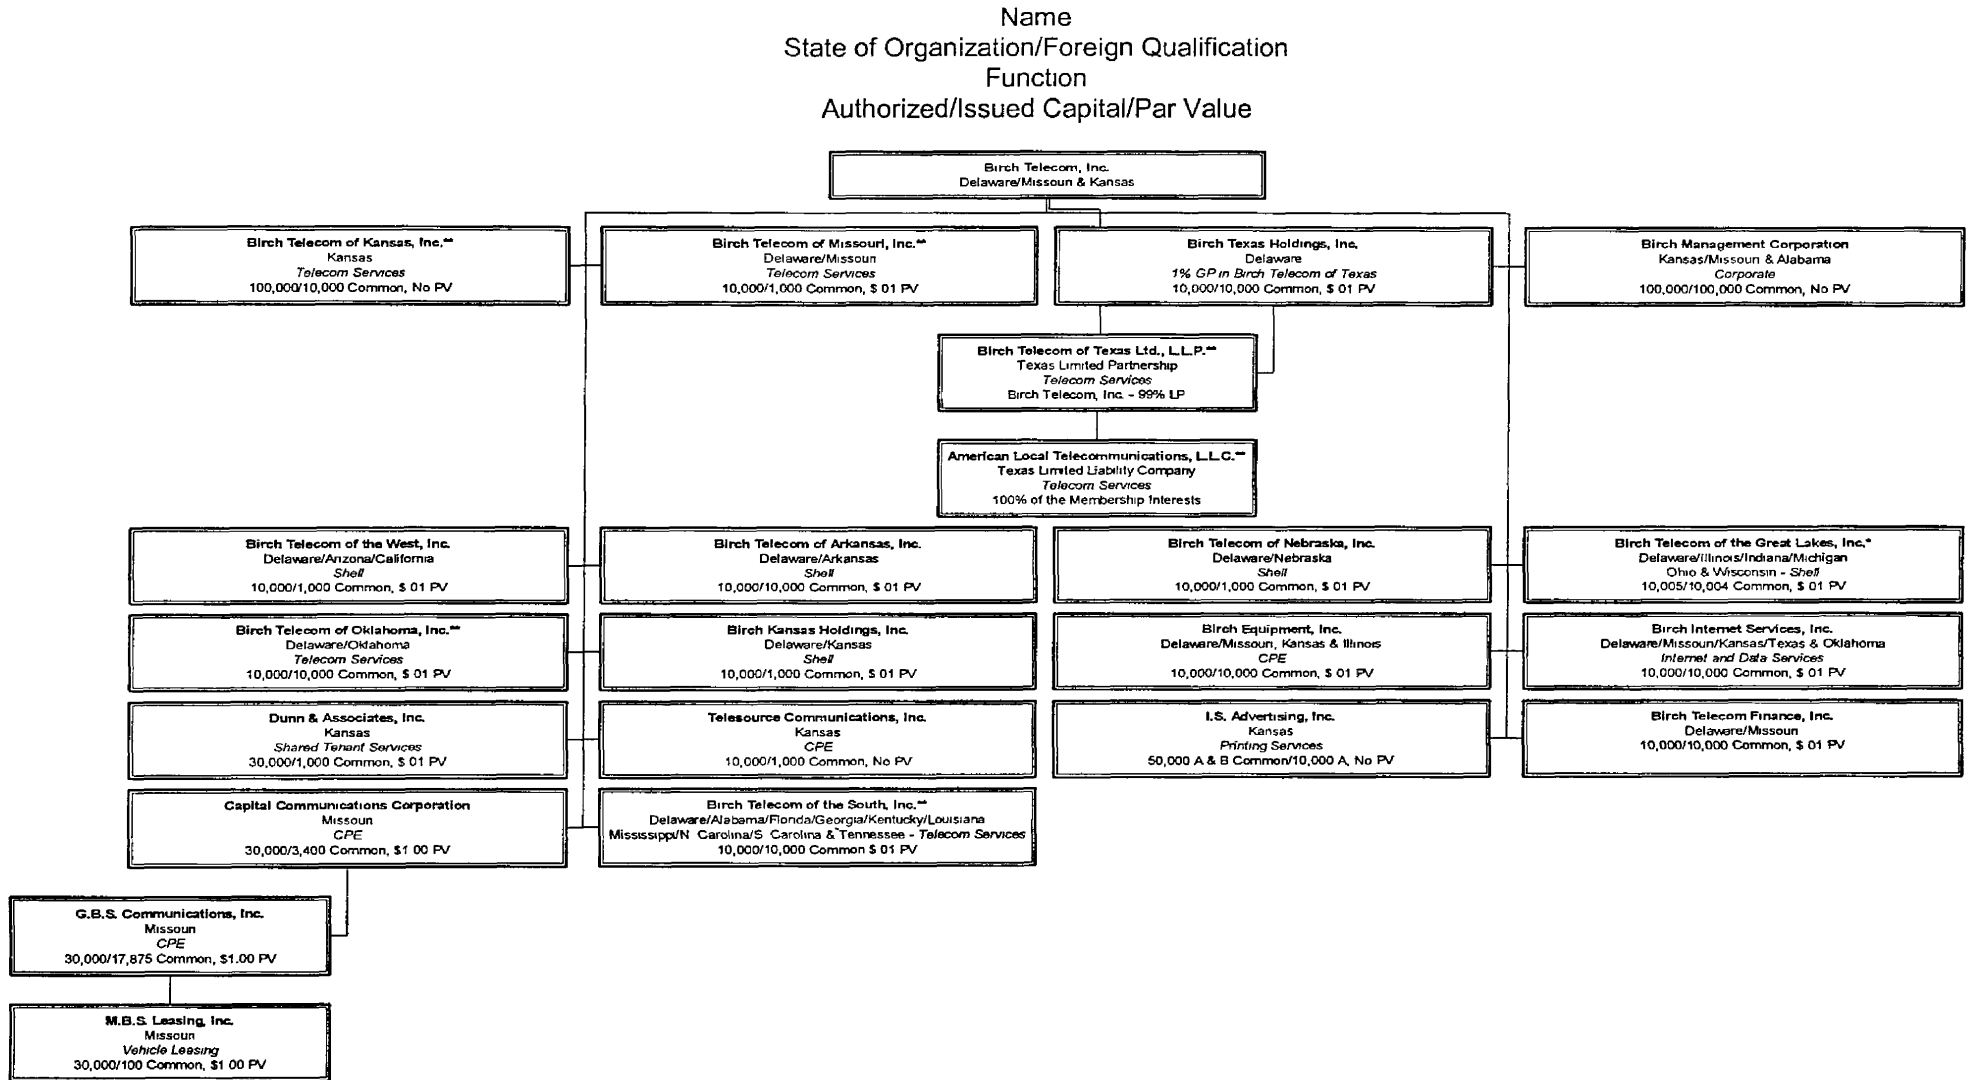 Name
State of Organization/Foreign Qualification
Function
Authorized/Issued Capital/Par Value
Birch Telecom, Inc.
Delaware/Missouri & Kansas
Birch Telecom of Kansas, Inc.**
Kansas
Telecom Services
100,000/10,000 Common, No PV
Birch Telecom of Missouri, Inc.**
Delaware/Missouri
Telecom Services
10,000/1,000 Common, $ 01 PV
Birch Texas Holdings, Inc.
Delaware
1% GP in Birch Telecom of Texas
10,000/10,000 Common, $ 01 PV
Birch Management Corporation
Kansas/Missouri & Alabama
Corporate
100,000/100,000 Common, No PV
Birch Telecom of Texas Ltd., L.L.P.**
Texas Limited Partnership
Telecom Services
Birch Telecom, Inc. - 99% LP
American Local Telecommunications, L.L.C.**
Texas Limited Liability Company
Telecom Services
100% of the Membership Interests
Birch Telecom of the West, Inc.
Delaware/Arizona/California
Shell
10,000/1,000 Common, $ 01 PV
Birch Telecom of Arkansas, Inc.
Delaware/Arkansas
Shell
10,000/10,000 Common, $ 01 PV
Birch Telecom of Nebraska, Inc.
Delaware/Nebraska
Shell
10,000/1,000 Common, $ 01 PV
Birch Telecom of the Great Lakes, Inc.*
Delaware/Illinois/Indiana/Michigan
Ohio & Wisconsin - Shell
10,005/10,004 Common, $ 01 PV
Birch Telecom of Oklahoma, Inc.**
Delaware/Oklahoma
Telecom Services
10,000/10,000 Common, $ 01 PV
Birch Kansas Holdings, Inc.
Delaware/Kansas
Shell
10,000/1,000 Common, $ 01 PV
Birch Equipment, Inc.
Delaware/Missouri, Kansas & Illinois
CPE
10,000/10,000 Common, $ 01 PV
Birch Internet Services, Inc.
Delaware/Missouri/Kansas/Texas & Oklahoma
Internet and Data Services
10,000/10,000 Common, $ 01 PV
Dunn & Associates, Inc.
Kansas
Shared Tenant Services
30,000/1,000 Common, $ 01 PV
Telesource Communications, Inc.
Kansas
CPE
10,000/1,000 Common, No PV
I.S. Advertising, Inc.
Kansas
Printing Services
50,000 A & B Common/10,000 A, No PV
Birch Telecom Finance, Inc.
Delaware/Missouri
10,000/10,000 Common, $ 01 PV
Capital Communications Corporation
Missouri
CPE
30,000/3,400 Common, $1 00 PV
Birch Telecom of the South, Inc.**
Delaware/Alabama/Florida/Georgia/Kentucky/Louisiana
Mississippi/N Carolina/S Carolina & Tennessee - Telecom Services
10,000/10,000 Common $ 01 PV
G.B.S. Communications, Inc.
Missouri
CPE
30,000/17,875 Common, $1.00 PV
M.B.S. Leasing, Inc.
Missouri
Vehicle Leasing
30,000/100 Common, $1 00 PV